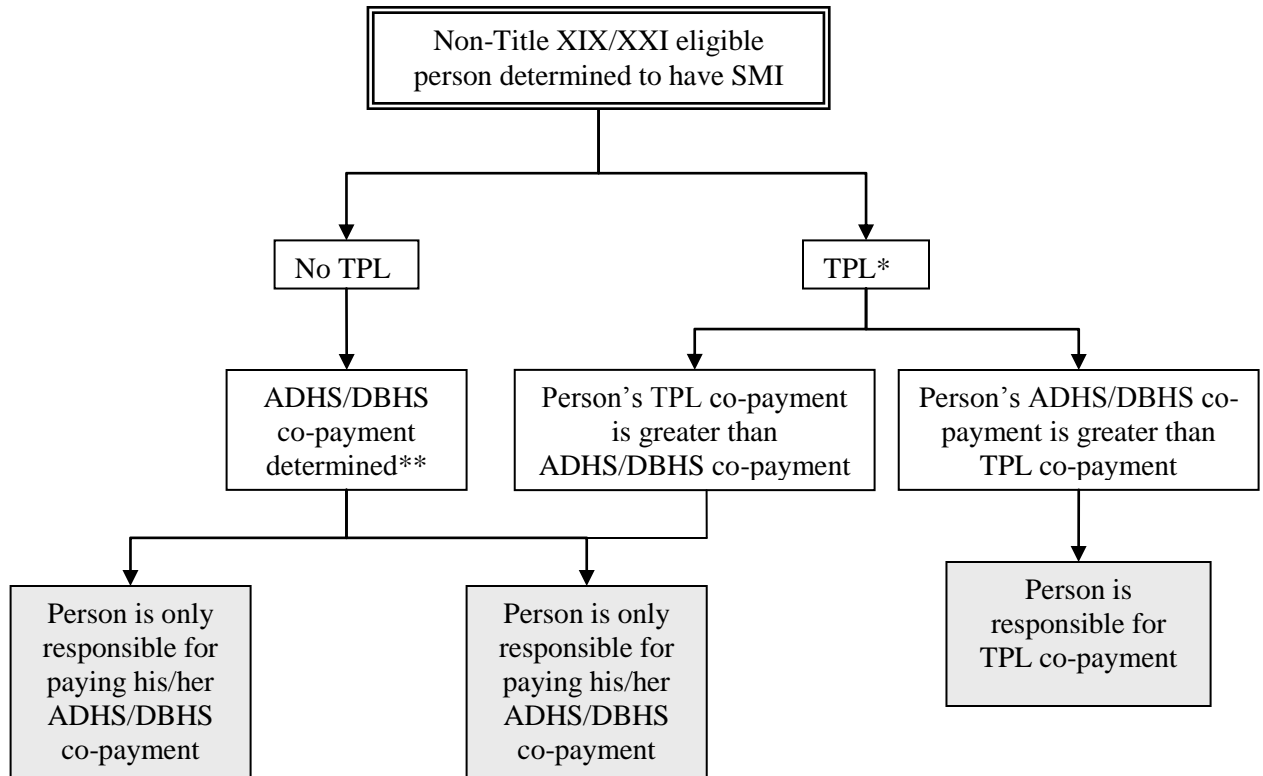 Non-Title XIX/XXI eligible
person determined to have SMI
No TPL
TPL*
ADHS/DBHS
co-payment
determined**
Person’s TPL co-payment
is greater than
ADHS/DBHS co-payment
Person’s ADHS/DBHS co-
payment is greater than
TPL co-payment
Person is only
responsible for
paying his/her
ADHS/DBHS
co-payment
Person is only
responsible for
paying his/her
ADHS/DBHS
co-payment
Person is
responsible for
TPL co-payment